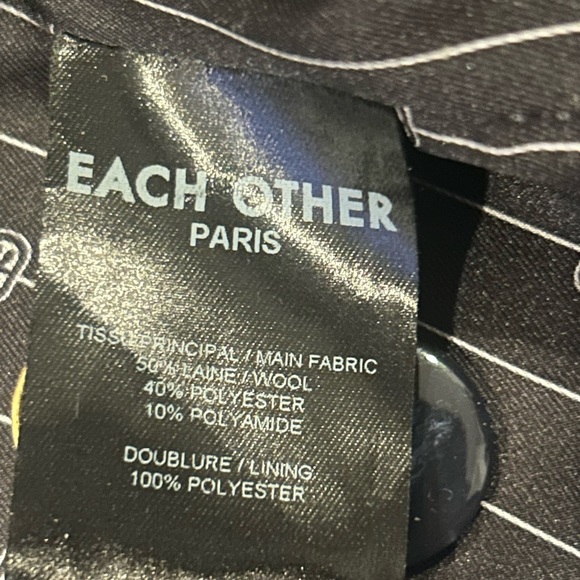 EACH OTHER
PARIS
TISSU PRINCIPAL / MAIN FABRIC
50% LAINE / WOOL
40% POLYESTER
10% POLYAMIDE
DOUBLURE / LINING
100% POLYESTER